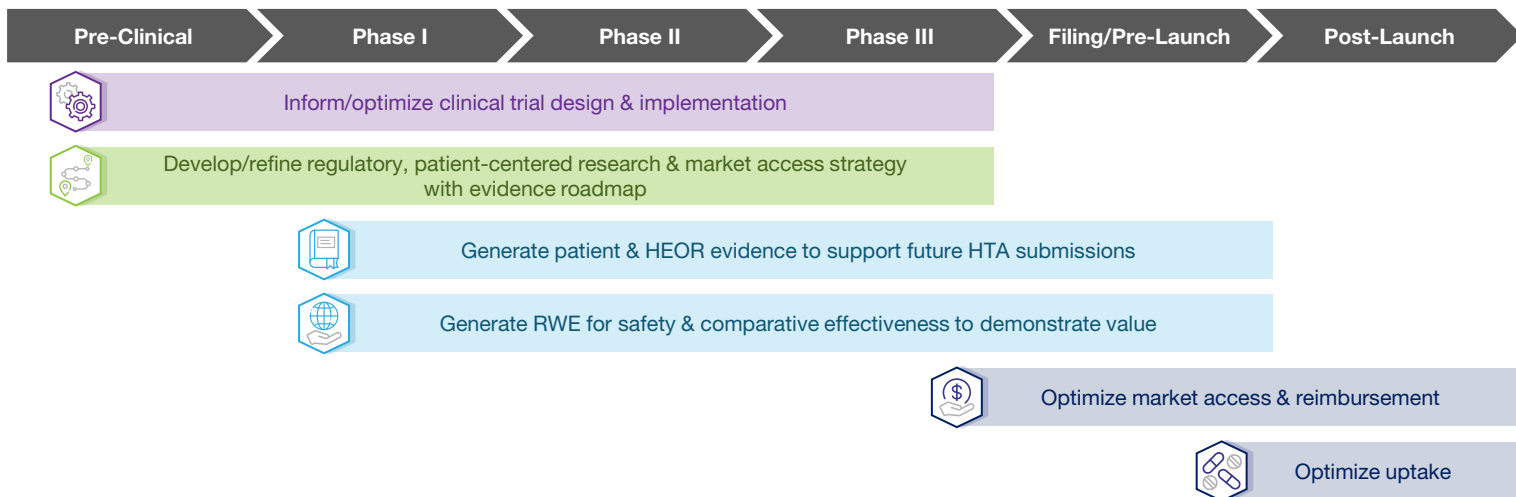 Pre-Clinical Phase I Phase II Phase III Filing/Pre-Launch Post-Launch
Inform/optimize clinical trial design & implementation
Develop/refine regulatory, patient-centered research & market access strategy
with evidence roadmap
Generate patient & HEOR evidence to support future HTA submissions
Generate RWE for safety & comparative effectiveness to demonstrate value
$
Optimize market access & reimbursement
Optimize uptake